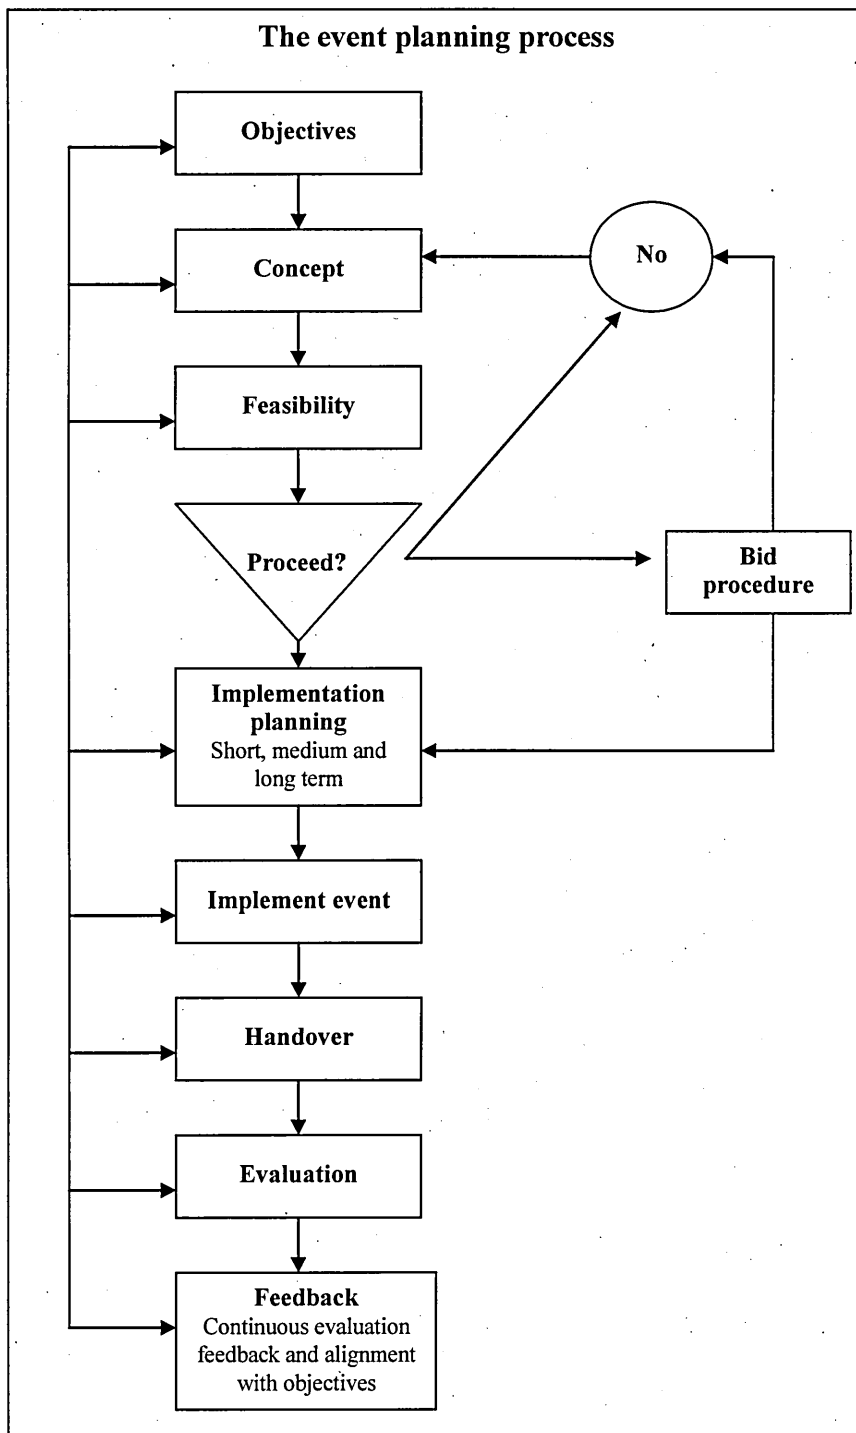 The event planning process
Objectives
Concept
No
Feasibility
Proceed?
Bid
procedure
Implementation
planning
Short, medium and
long term
Implement event
Handover
Evaluation
Feedback
Continuous evaluation
feedback and alignment
with objectives